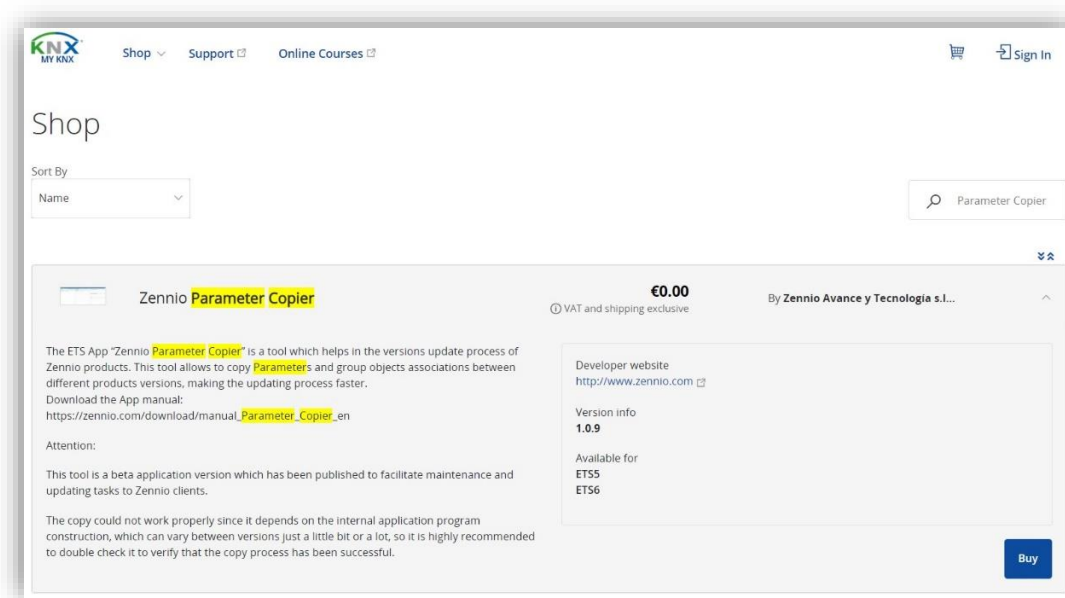 KNX
MY KNX
Shop
Support
Online Courses
Sign In
Shop
Sort By
Name
Parameter Copier
Zennio Parameter Copier
€0.00
VAT and shipping exclusive
By Zennio Avance y Tecnología s.l...
The ETS App "Zennio Parameter Copier" is a tool which helps in the versions update process of
Zennio products. This tool allows to copy Parameters and group objects associations between
different products versions, making the updating process faster.
Download the App manual:
https://zennio.com/download/manual_Parameter_Copier_en
Attention:
This tool is a beta application version which has been published to facilitate maintenance and
updating tasks to Zennio clients.
The copy could not work properly since it depends on the internal application program
construction, which can vary between versions just a little bit or a lot, so it is highly recommended
to double check it to verify that the copy process has been successful.
Developer website
http://www.zennio.com
Version info
1.0.9
Available for
ETS5
ETS6
Buy